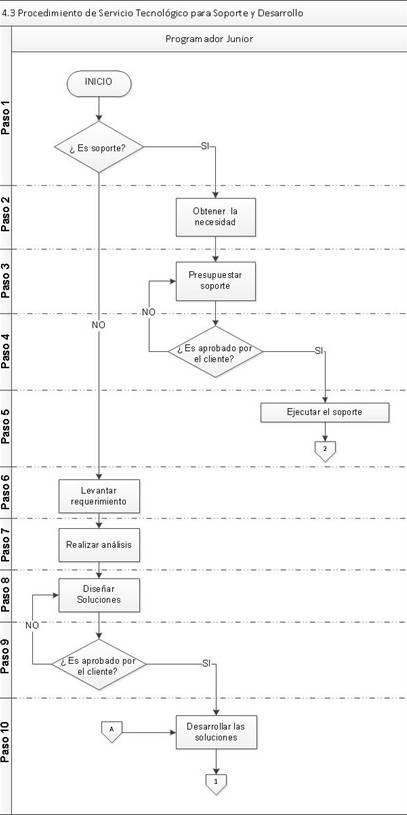 4.3 Procedimiento de Servicio Tecnológico para Soporte y Desarrollo
Programador Junior
Paso 1
INICIO
¿ Es soporte?
SI
Paso 2
Obtener la
necesidad
Paso 3
Presupuestar
soporte
NO
NO
Paso 4
¿ Es aprobado por
el cliente?
SI
Paso 5
Ejecutar el soporte
2
Paso 6
Levantar
requerimiento
Paso 7
Realizar análisis
Paso 8
Diseñar
Soluciones
NO
Paso 9
¿ Es aprobado por
el cliente?
SI
Paso 10
A
Desarrollar las
soluciones
1